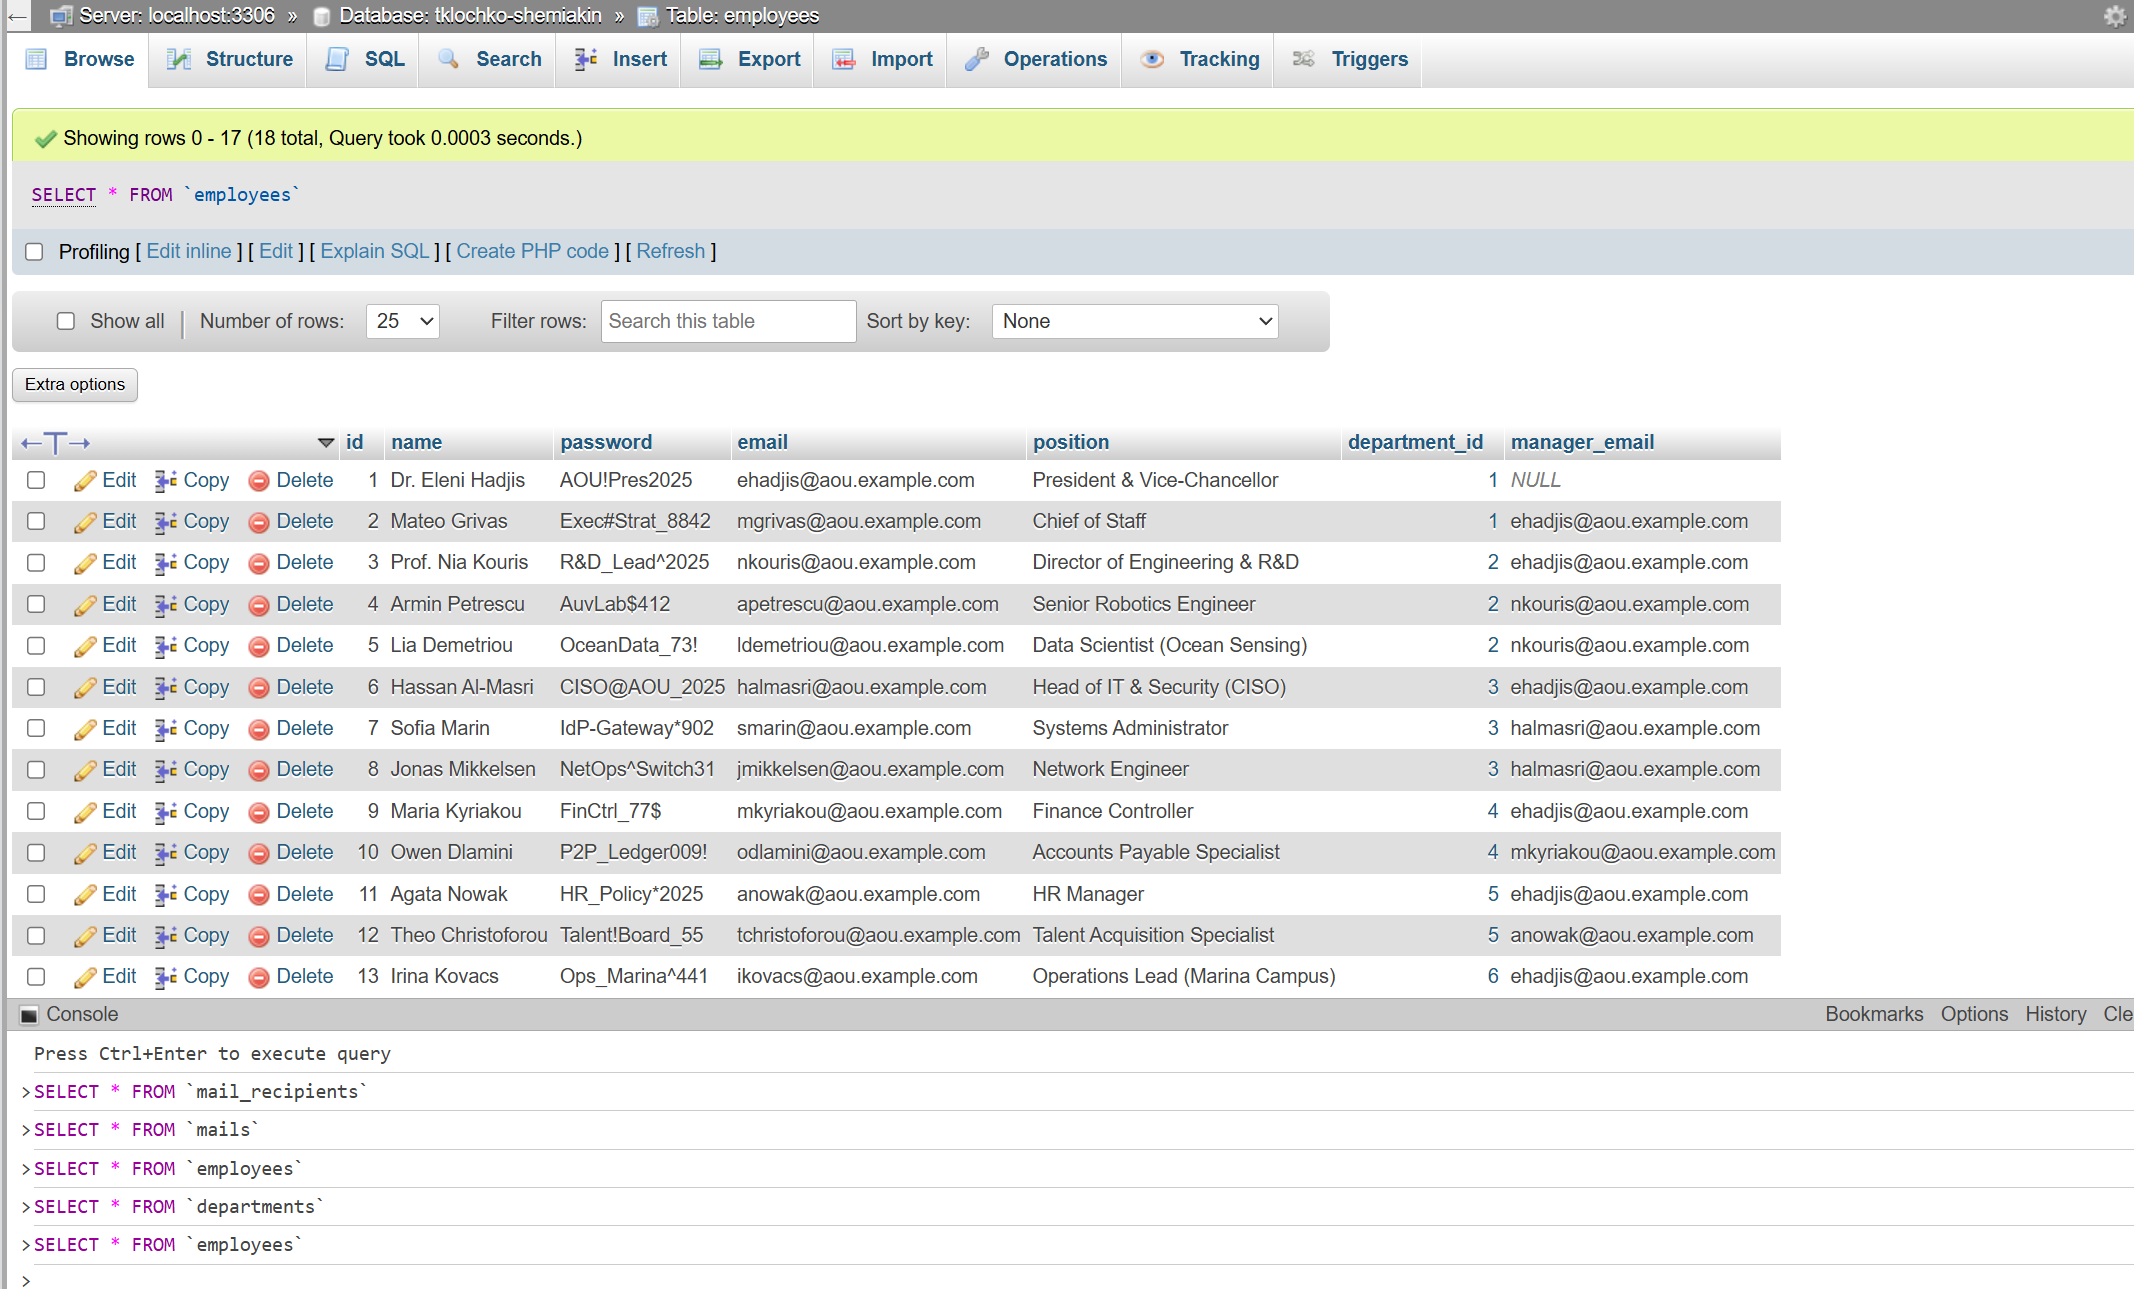 Server: localhost:3306 » Database: tklochko-shemiakin » Table: employees
Browse Structure SQL Search Insert Export Import Operations Tracking Triggers
Showing rows 0 - 17 (18 total, Query took 0.0003 seconds.)
SELECT * FROM `employees`
Profiling [ Edit inline ] [ Edit ] [ Explain SQL ] [ Create PHP code ] [ Refresh ]
Show all Number of rows: 25 Filter rows: Search this table Sort by key: None
Extra options
id name password email position department_id manager_email
Edit Copy Delete 1 Dr. Eleni Hadjis AOU!Pres2025 ehadjis@aou.example.com President & Vice-Chancellor 1 NULL
Edit Copy Delete 2 Mateo Grivas Exec#Strat_8842 mgrivas@aou.example.com Chief of Staff 1 ehadjis@aou.example.com
Edit Copy Delete 3 Prof. Nia Kouris R&D_Lead^2025 nkouris@aou.example.com Director of Engineering & R&D 2 ehadjis@aou.example.com
Edit Copy Delete 4 Armin Petrescu AuvLab$412 apetrescu@aou.example.com Senior Robotics Engineer 2 nkouris@aou.example.com
Edit Copy Delete 5 Lia Demetriou OceanData_73! ldemetriou@aou.example.com Data Scientist (Ocean Sensing) 2 nkouris@aou.example.com
Edit Copy Delete 6 Hassan Al-Masri CISO@AOU_2025 halmasri@aou.example.com Head of IT & Security (CISO) 3 ehadjis@aou.example.com
Edit Copy Delete 7 Sofia Marin IdP-Gateway*902 smarin@aou.example.com Systems Administrator 3 halmasri@aou.example.com
Edit Copy Delete 8 Jonas Mikkelsen NetOps^Switch31 jmikkelsen@aou.example.com Network Engineer 3 halmasri@aou.example.com
Edit Copy Delete 9 Maria Kyriakou FinCtrl_77$ mkyriakou@aou.example.com Finance Controller 4 ehadjis@aou.example.com
Edit Copy Delete 10 Owen Dlamini P2P_Ledger009! odlamini@aou.example.com Accounts Payable Specialist 4 mkyriakou@aou.example.com
Edit Copy Delete 11 Agata Nowak HR_Policy*2025 anowak@aou.example.com HR Manager 5 ehadjis@aou.example.com
Edit Copy Delete 12 Theo Christoforou Talent!Board_55 tchristoforou@aou.example.com Talent Acquisition Specialist 5 anowak@aou.example.com
Edit Copy Delete 13 Irina Kovacs Ops_Marina^441 ikovacs@aou.example.com Operations Lead (Marina Campus) 6 ehadjis@aou.example.com
Console Bookmarks Options History Cle
Press Ctrl+Enter to execute query
>SELECT * FROM `mail_recipients`
>SELECT * FROM `mails`
>SELECT * FROM `employees`
>SELECT * FROM `departments`
>SELECT * FROM `employees`
>